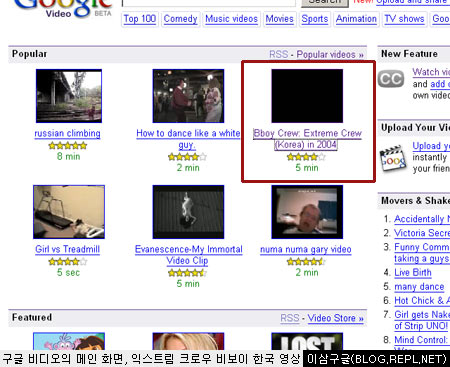 Google
Video BETA
Search
New! Upload and share
Top 100 Comedy Music videos Movies Sports Animation TV shows
Popular
RSS - Popular videos »
russian climbing
8 min
How to dance like a white
guy.
2 min
Bboy Crew: Extreme Crew
(Korea) in 2004
5 min
Girl vs Treadmill
5 sec
Evanescence-My Immortal
Video Clip
5 min
numa numa gary video
2 min
Featured
RSS - Video Store »
LOST
New Feature
CC
Watch vi
and add c
own video
Upload Your Vi
Upload yo
instantly
your frien
Movers & Shake
1. Accidentally N
2. Victoria Secre
3. Funny Comm
taking a guys
4. Live Birth
5. many dance
6. Hot Chick & A
7. Girl gets Nake
of Strip UNO!
8. Mind Control:
구글 비디오의 메인 화면, 익스트림 크로우 비보이 한국 영상
이삼구글(BLOG.REPL.NET)